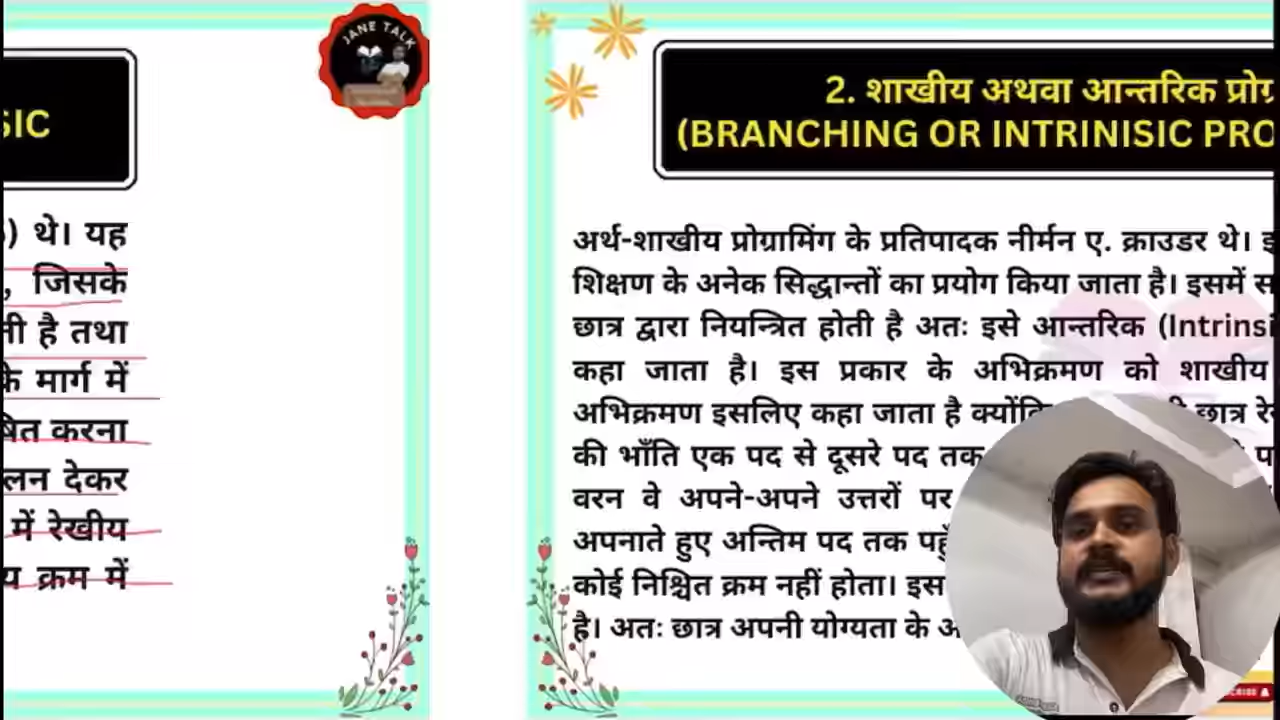 JANE TALK
SIC
थे। यह
, जिसके
है तथा
मार्ग में
करना
देकर
में रेखीय
क्रम में
2. शाखीय अथवा आन्तरिक
(BRANCHING OR INTRINISIC PRO
अर्थ-शाखीय प्रोग्रामिंग के प्रतिपादक नीर्मन ए. क्राउडर थे।
शिक्षण के अनेक सिद्धान्तों का प्रयोग किया जाता है। इसमें
छात्र द्वारा नियन्त्रित होती है अतः इसे आन्तरिक (Intrinsi
कहा जाता है। इस प्रकार के अभिक्रमण को शाखीय
अभिक्रमण इसलिए कहा जाता है क्योंकि छात्र
की भाँति एक पद से दूसरे पद तक
वरन वे अपने-अपने उत्तरों पर
अपनाते हुए अन्तिम पद तक
कोई निश्चित क्रम नहीं होता।
है। अतः छात्र अपनी योग्यता के